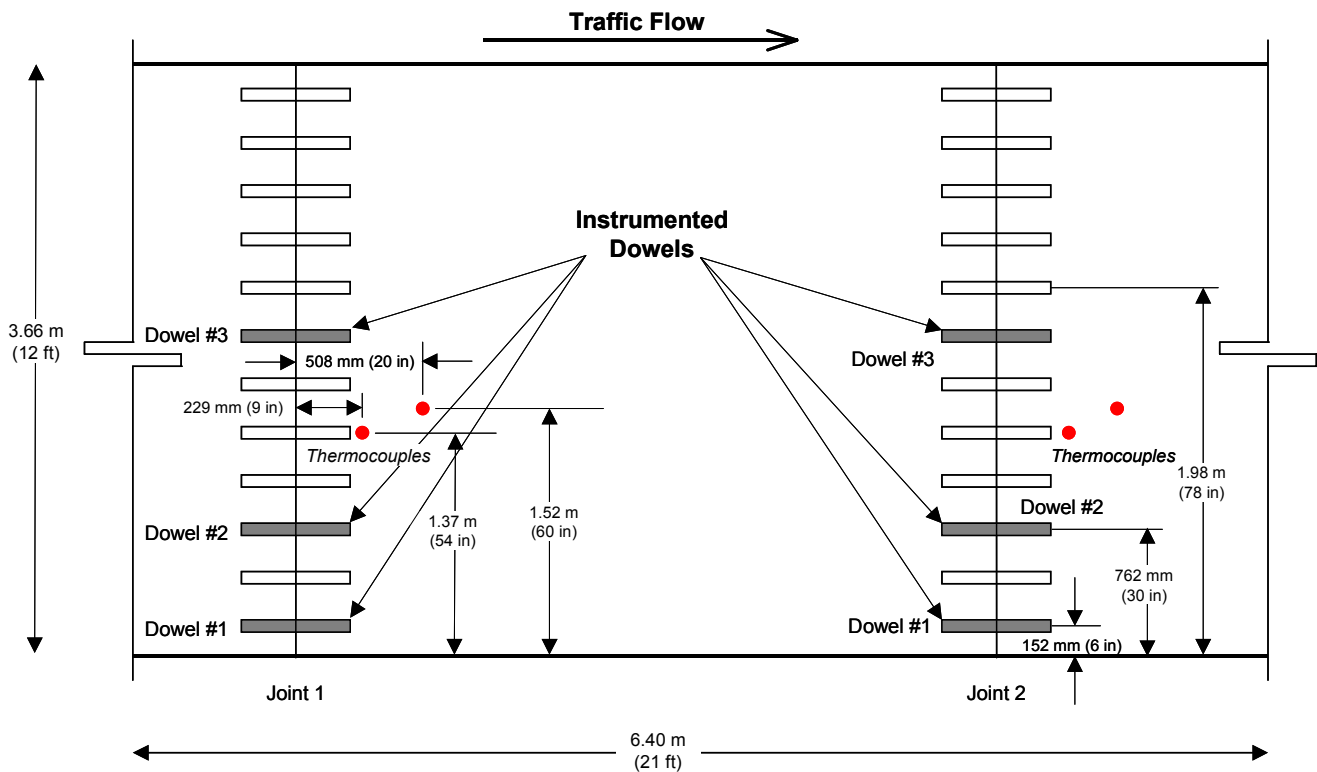 Traffic Flow
Instrumented
Dowels
3.66 m
(12 ft)
Dowel #3
508 mm (20 in)
Dowel #3
229 mm (9 in)
Thermocouples
Thermocouples
1.98 m
(78 in)
1.37 m
(54 in)
1.52 m
(60 in)
Dowel #2
Dowel #2
762 mm
(30 in)
Dowel #1
Dowel #1
152 mm (6 in)
Joint 1
Joint 2
6.40 m
(21 ft)